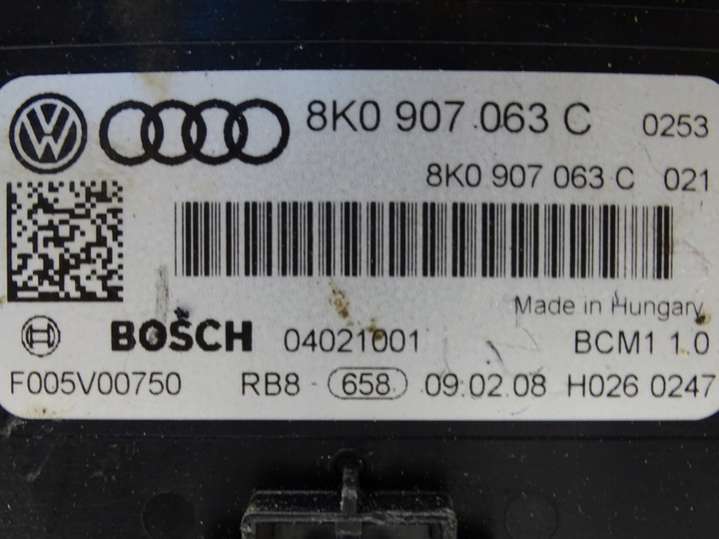 8K0 907 063 C 0253
8K0 907 063 C 021
Made in Hungary
BOSCH 04021001 BCM1 1.0
F005V00750 RB8 - 658 09.02.08 H026 0247